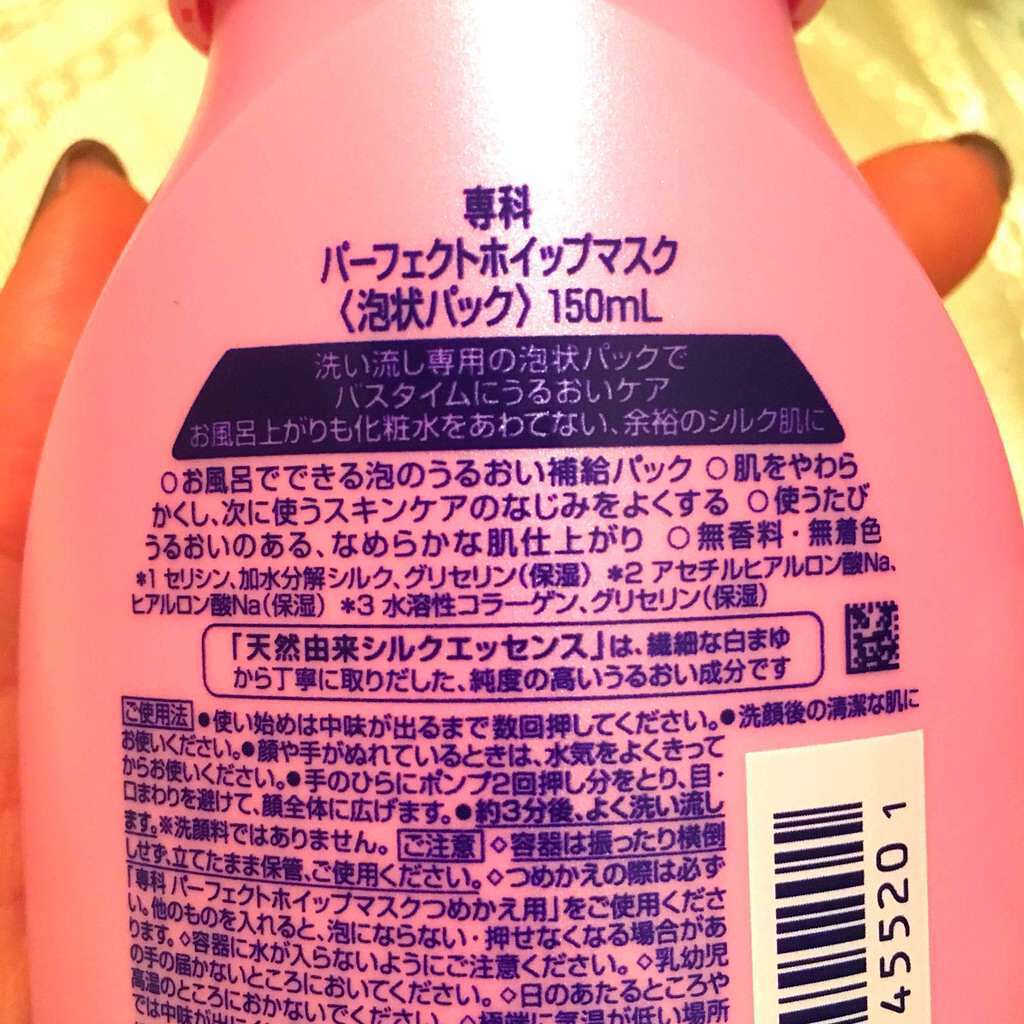 専科
パーフェクトホイップマスク
〈泡状パック〉150mL
洗い流し専用の泡状パックで
バスタイムにうるおいケア
お風呂上がりも化粧水をあわてない、余裕のシルク肌に
○お風呂でできる泡のうるおい補給パック ○肌をやわら
かくし、次に使うスキンケアのなじみをよくする ○使うたび
うるおいのある、なめらかな肌仕上がり ○無香料・無着色
*1 セリシン、加水分解シルク、グリセリン(保湿) *2 アセチルヒアルロン酸Na、
ヒアルロン酸Na(保湿) *3 水溶性コラーゲン、グリセリン(保湿)
「天然由来シルクエッセンス」は、繊細な白まゆ
から丁寧に取りだした、純度の高いうるおい成分です
ご使用法 ●使い始めは中味が出るまで数回押してください。●洗顔後の清潔な肌に
お使いください。●顔や手がぬれているときは、水気をよくきって
からお使いください。●手のひらにポンプ2回押し分をとり、目・
口まわりを避けて、顔全体に広げます。●約3分後、よく洗い流し
ます。※洗顔料ではありません。 ご注意 ◇容器は振ったり横倒
しせず、立てたまま保管、ご使用ください。◇つめかえの際は必ず
「専科 パーフェクトホイップマスクつめかえ用」をご使用くださ
い。他のものを入れると、泡にならない・押せなくなる場合があ
ります。◇容器に水が入らないようにご注意ください。◇乳幼児
の手の届かないところにおいてください。◇日のあたるところや
高温のところにおかないでください。◇極端に気温が低い場所
45520 1